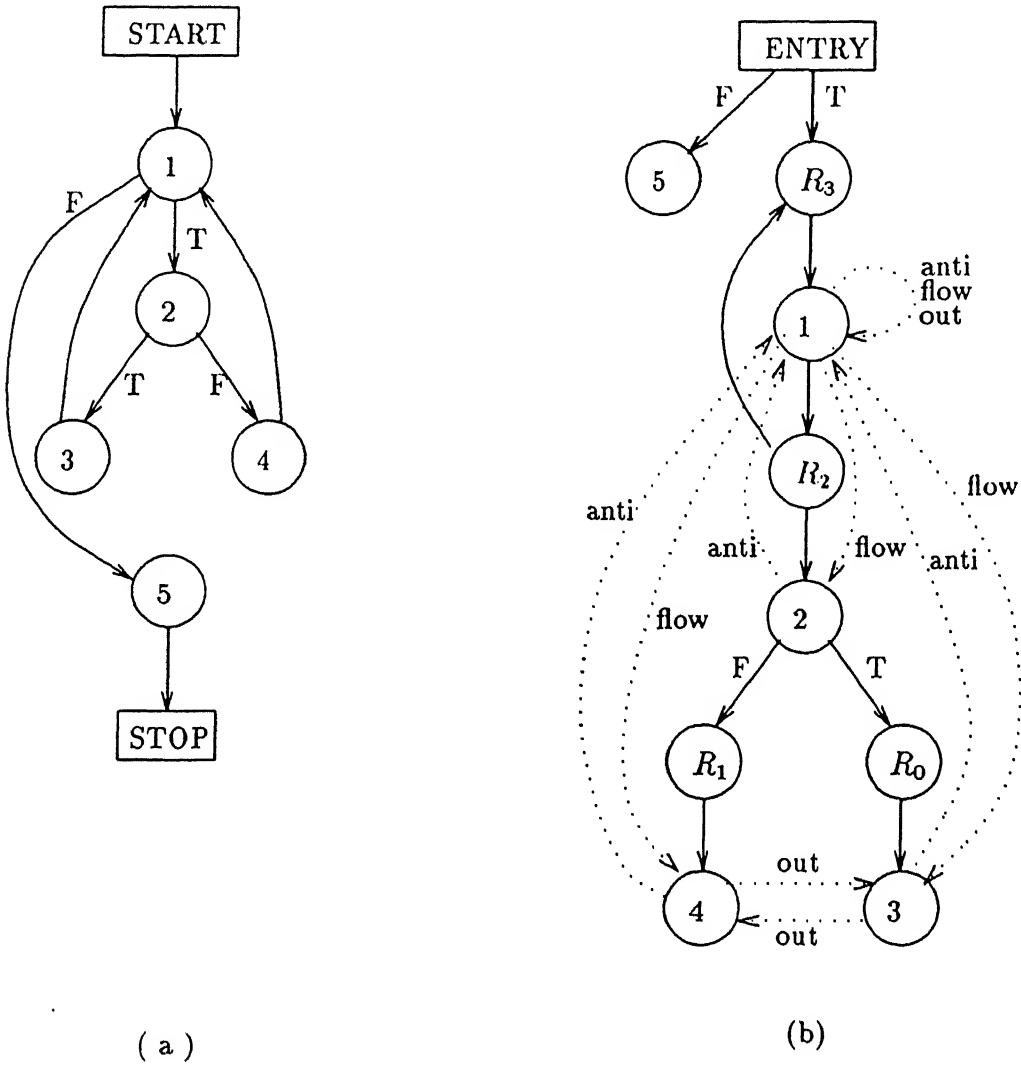 START
1
F
T
2
T
F
3
4
5
STOP
( a )
ENTRY
F
T
5
R₃
anti
flow
out
1
R₂
flow
anti
anti
flow
anti
2
flow
F
T
R₁
R₀
out
4
3
out
(b)